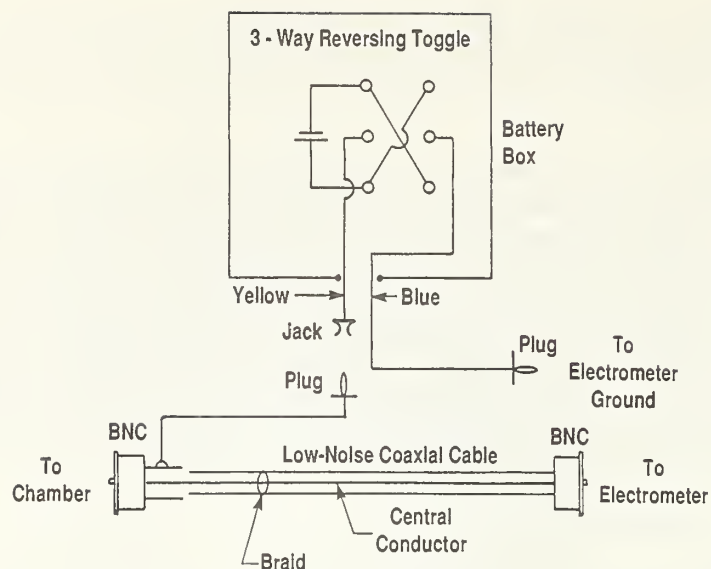 3 - Way Reversing Toggle
Battery
Box
Yellow
Blue
Jack
Plug
To
Electrometer
Ground
Plug
BNC
BNC
Low-Noise Coaxial Cable
To
Chamber
To
Electrometer
Central
Conductor
Braid